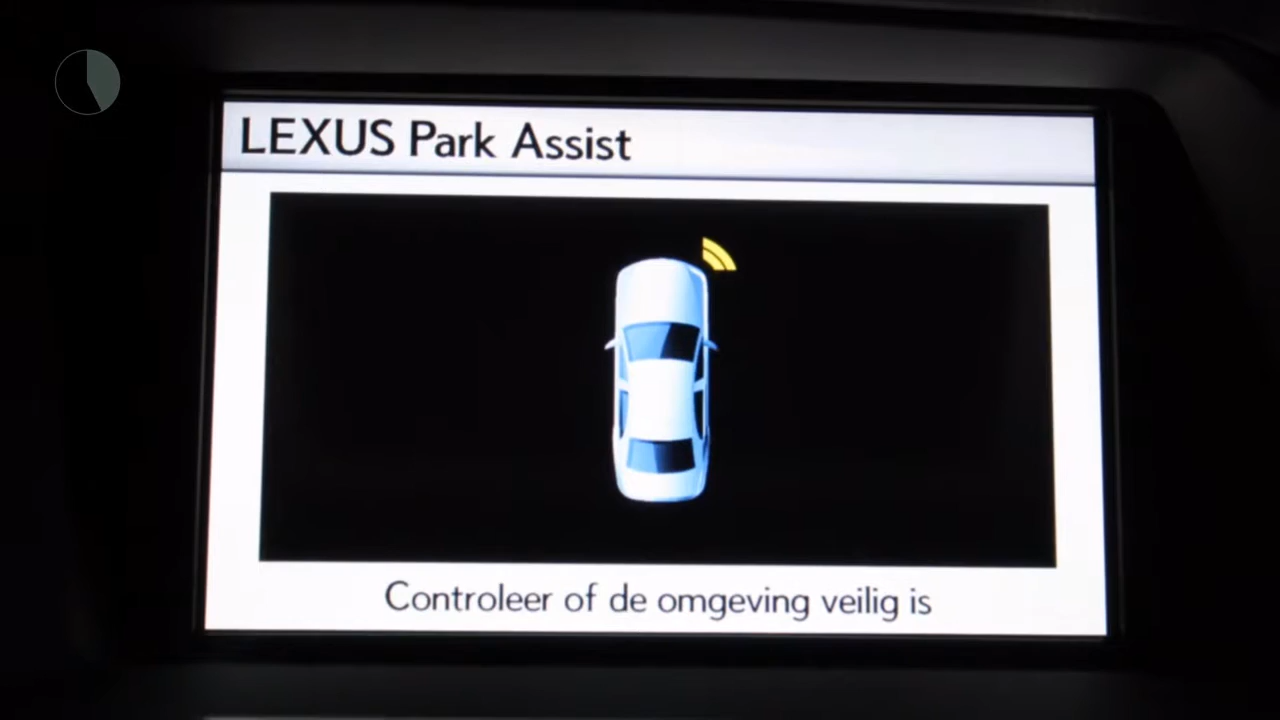 LEXUS Park Assist
Controleer of de omgeving veilig is